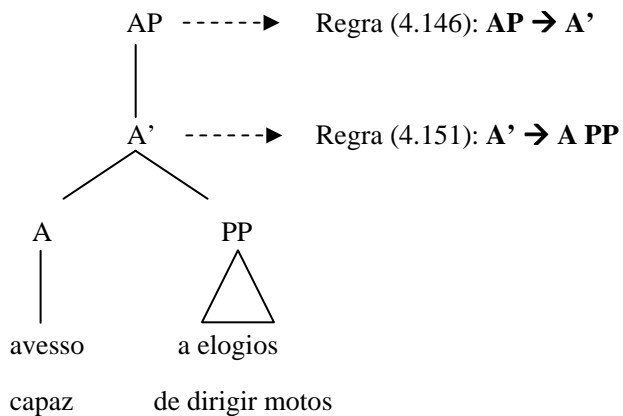 AP Regra (4.146): AP → A’
A’ Regra (4.151): A’ → A PP
A PP
avesso a elogios
capaz de dirigir motos